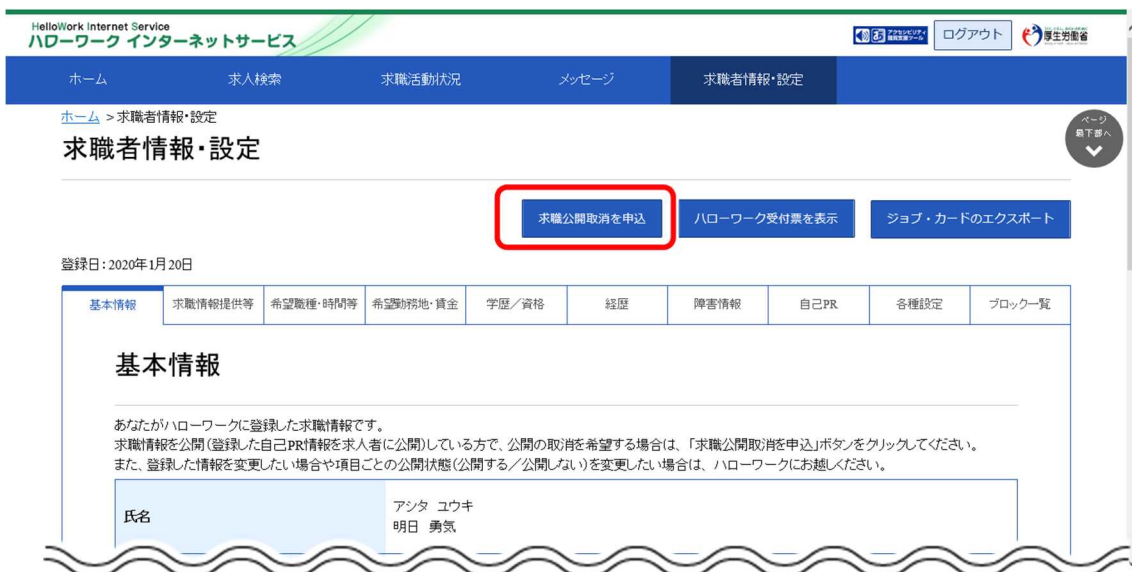 HelloWork Internet Service
ハローワーク インターネットサービス
ログアウト
厚生労働省
ホーム
求人検索
求職活動状況
メッセージ
求職者情報・設定
ホーム >求職者情報・設定
ページ
最下部へ
求職者情報・設定
求職公開取消を申込
ハローワーク受付票を表示
ジョブ・カードのエクスポート
登録日:2020年1月20日
基本情報
求職情報提供等
希望職種・時間等
希望勤務地・賃金
学歴／資格
経歴
障害情報
自己PR
各種設定
ブロック一覧
基本情報
あなたがハローワークに登録した求職情報です。
求職情報を公開(登録した自己PR情報を求人者に公開)している方で、公開の取消を希望する場合は、「求職公開取消を申込」ボタンをクリックしてください。
また、登録した情報を変更したい場合や項目ごとの公開状態(公開する／公開しない)を変更したい場合は、ハローワークにお越しください。
氏名
アシタ ユウキ
明日 勇気